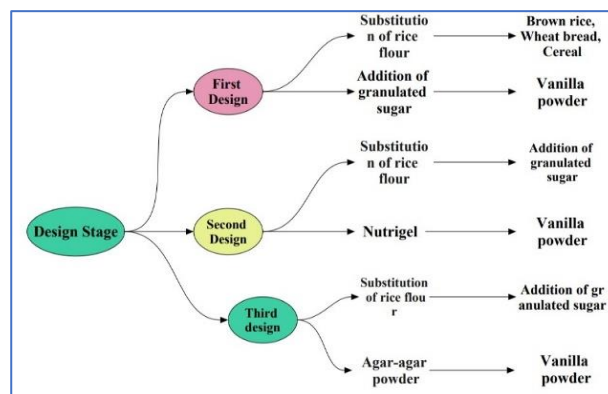 Design Stage
First
Design
Substitutio
n of rice
flour
Brown rice,
Wheat bread,
Cereal
Addition of
granulated
sugar
Vanilla
powder
Second
Design
Substitutio
n of rice
flour
Addition of
granulated
sugar
Nutrigel
Vanilla
powder
Third
design
Substitution
of rice flou
r
Addition of gr
anulated sugar
Agar-agar
powder
Vanilla
powder